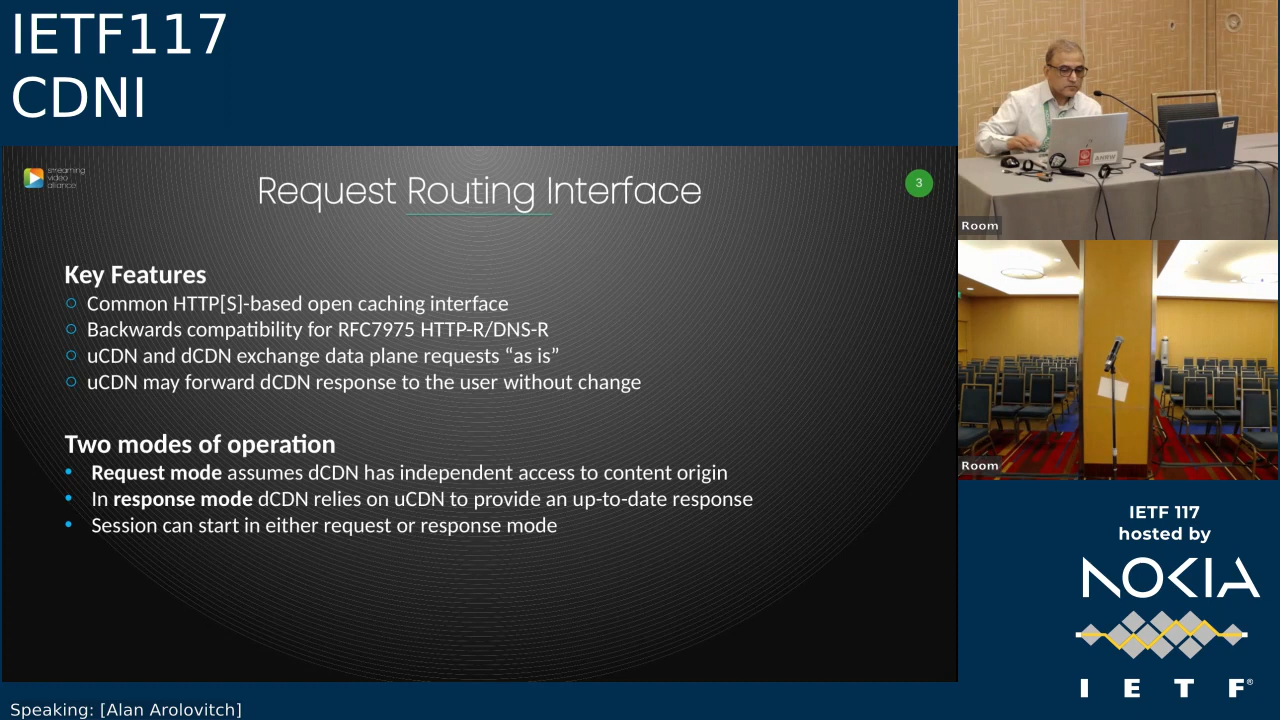 IETF117
CDNI
streaming
video
alliance
Request Routing Interface
3
Key Features
Common HTTP[S]-based open caching interface
Backwards compatibility for RFC7975 HTTP-R/DNS-R
uCDN and dCDN exchange data plane requests “as is”
uCDN may forward dCDN response to the user without change
Two modes of operation
Request mode assumes dCDN has independent access to content origin
In response mode dCDN relies on uCDN to provide an up-to-date response
Session can start in either request or response mode
Speaking: [Alan Arolovitch]
ANRW
Room
Room
IETF 117
hosted by
NOKIA
I E T F®